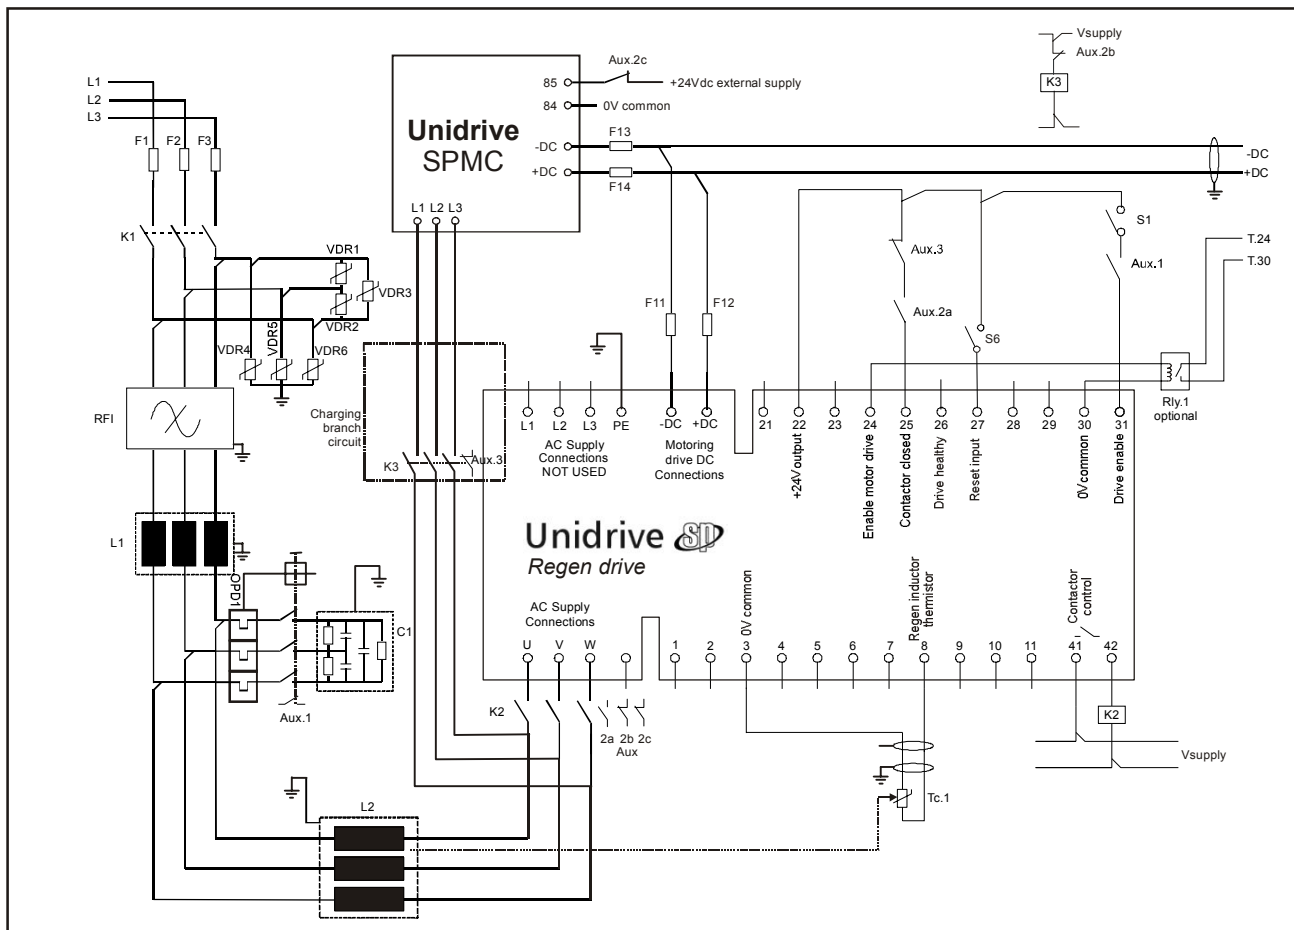 Vsupply
Aux.2b
K3
L1
L2
L3
F1
F2
F3
K1
VDR1
VDR3
VDR2
VDR4
VDR5
VDR6
RFI
L1
OPD1
C1
Aux.1
L2
Unidrive
SPMC
85
84
-DC
+DC
L1 L2 L3
Aux.2c
+24Vdc external supply
0V common
F13
F14
-DC
+DC
F11
F12
Aux.3
Aux.2a
S6
S1
Aux.1
T.24
T.30
Rly.1
optional
Charging
branch
circuit
K3
Aux.3
L1
L2
L3
PE
-DC
+DC
AC Supply
Connections
NOT USED
Motoring
drive DC
Connections
21
22
23
24
25
26
27
28
29
30
31
+24V output
Enable motor drive
Contactor closed
Drive healthy
Reset input
0V common
Drive enable
Unidrive SP
Regen drive
AC Supply
Connections
U
V
W
0V common
Regen inductor
thermistor
Contactor
control
1
2
3
4
5
6
7
8
9
10
11
41
42
K2
2a 2b 2c
Aux
K2
Vsupply
Tc.1